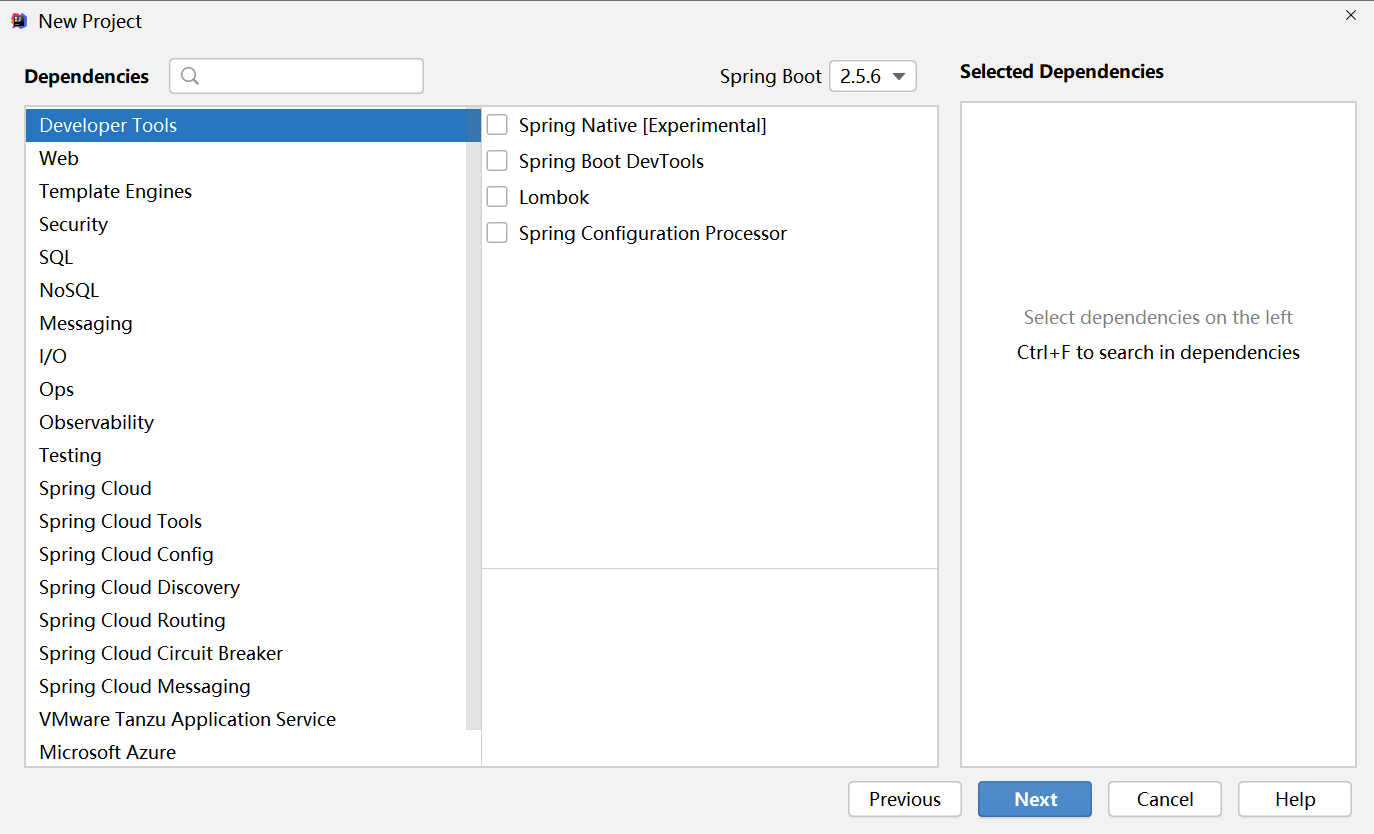 New Project
Dependencies
Spring Boot 2.5.6
Selected Dependencies
Developer Tools
Web
Template Engines
Security
SQL
NoSQL
Messaging
I/O
Ops
Observability
Testing
Spring Cloud
Spring Cloud Tools
Spring Cloud Config
Spring Cloud Discovery
Spring Cloud Routing
Spring Cloud Circuit Breaker
Spring Cloud Messaging
VMware Tanzu Application Service
Microsoft Azure
Spring Native [Experimental]
Spring Boot DevTools
Lombok
Spring Configuration Processor
Select dependencies on the left
Ctrl+F to search in dependencies
Previous
Next
Cancel
Help